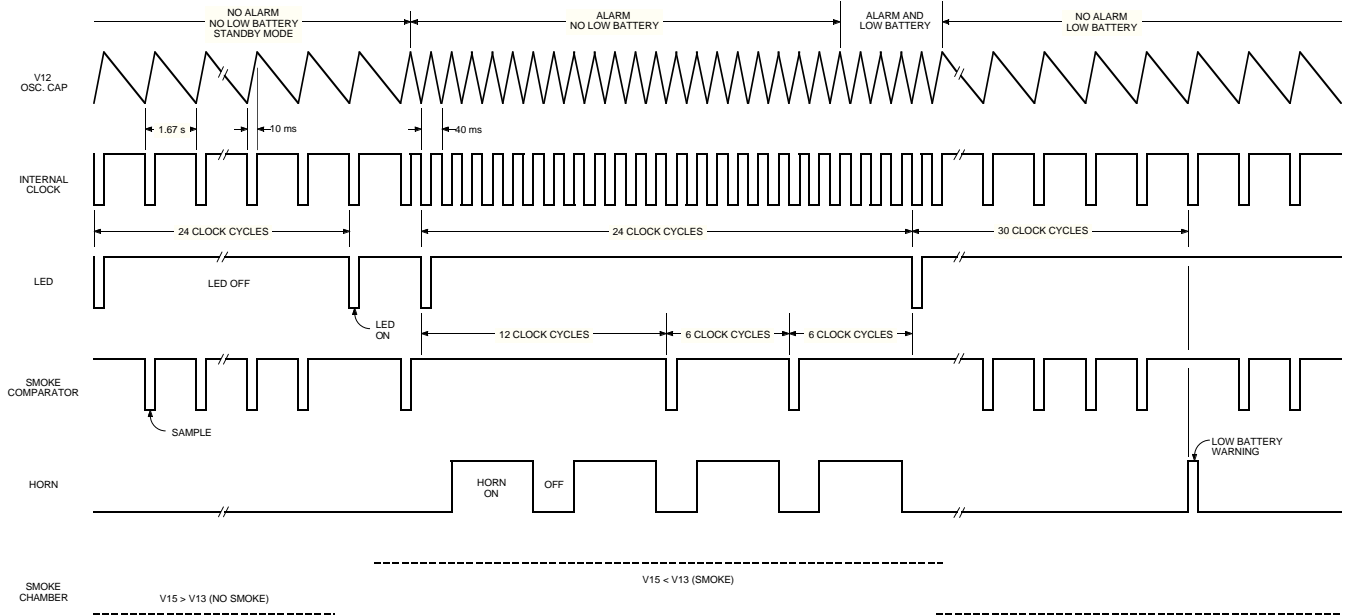 NO ALARM
NO LOW BATTERY
STANDBY MODE
ALARM
NO LOW BATTERY
ALARM AND
LOW BATTERY
NO ALARM
LOW BATTERY
V12
OSC. CAP
1.67 s
10 ms
40 ms
INTERNAL
CLOCK
24 CLOCK CYCLES
24 CLOCK CYCLES
30 CLOCK CYCLES
LED
LED OFF
LED
ON
12 CLOCK CYCLES
6 CLOCK CYCLES
6 CLOCK CYCLES
SMOKE
COMPARATOR
SAMPLE
LOW BATTERY
WARNING
HORN
HORN
ON
OFF
SMOKE
CHAMBER
V15 < V13 (SMOKE)
V15 > V13 (NO SMOKE)